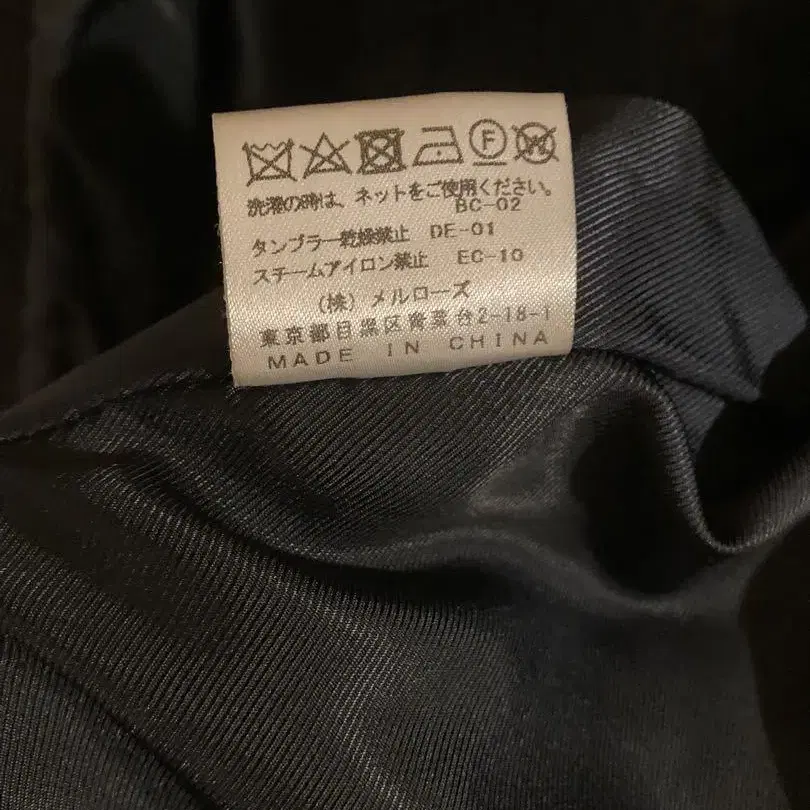 F W
洗濯の時は、ネットをご使用ください。
BC-02
タンブラー乾燥禁止 DE-01
スチームアイロン禁止 EC-10
(株) メルローズ
東京都目黒区青葉台2-18-1
MADE IN CHINA